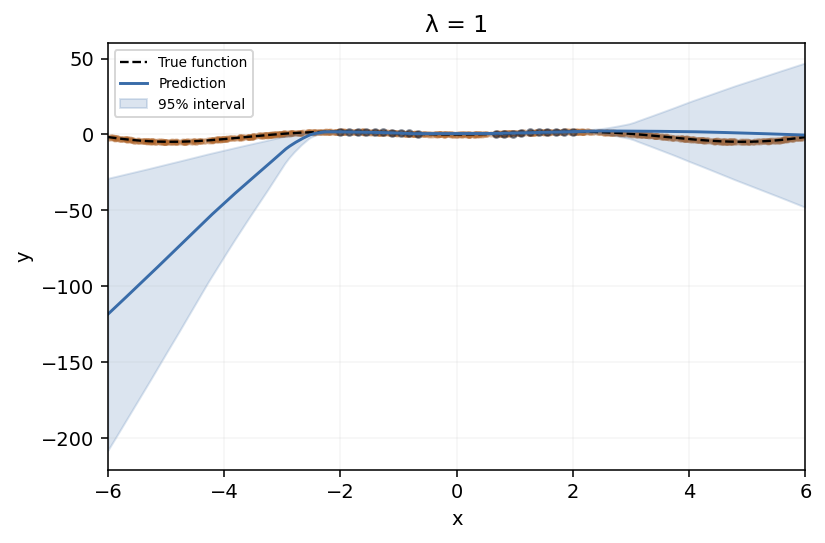 λ = 1
True function
Prediction
95% interval
y
50
0
−50
−100
−150
−200
−6
−4
−2
0
2
4
6
x